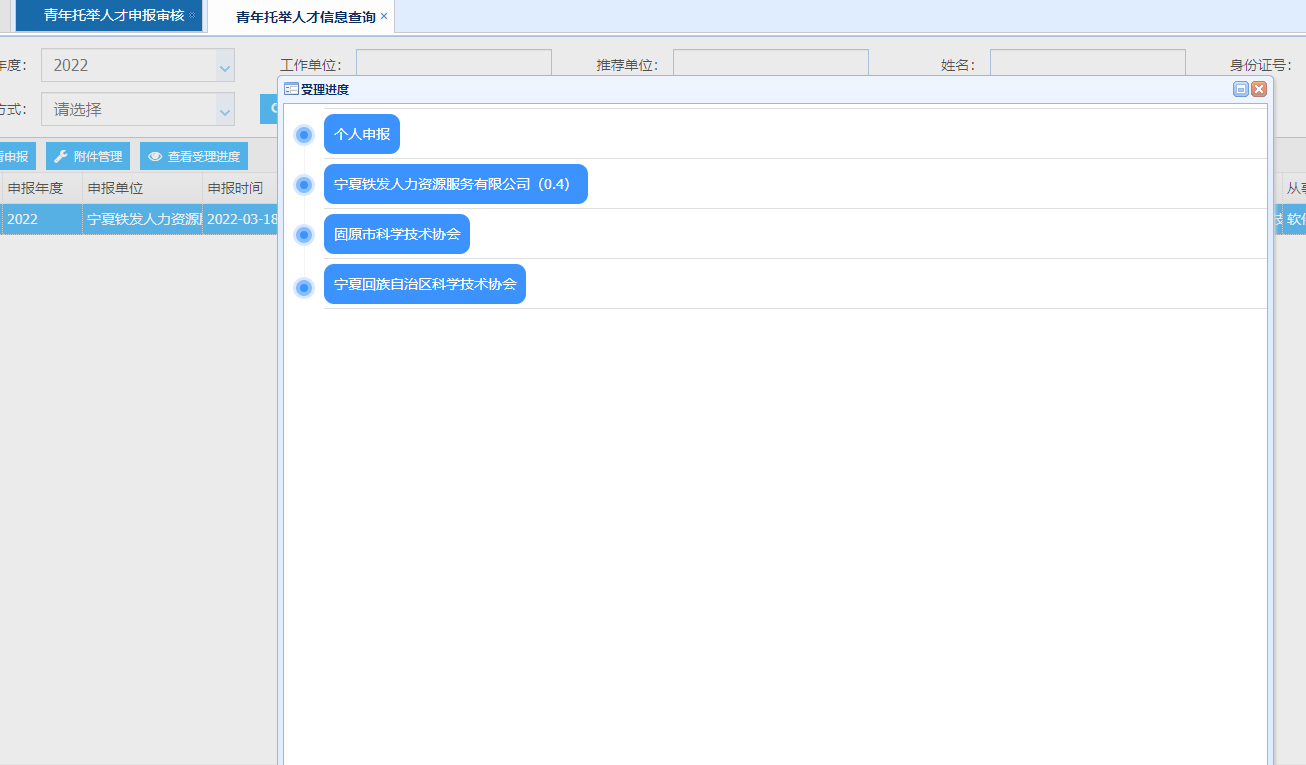 青年托举人才申报审核
青年托举人才信息查询
年度：
2022
工作单位：
推荐单位：
姓名：
身份证号：
方式：
请选择
受理进度
个人申报
宁夏铁发人力资源服务有限公司（0.4）
固原市科学技术协会
宁夏回族自治区科学技术协会
申报
附件管理
查看受理进度
申报年度
申报单位
申报时间
2022
宁夏铁发人力资源
2022-03-18